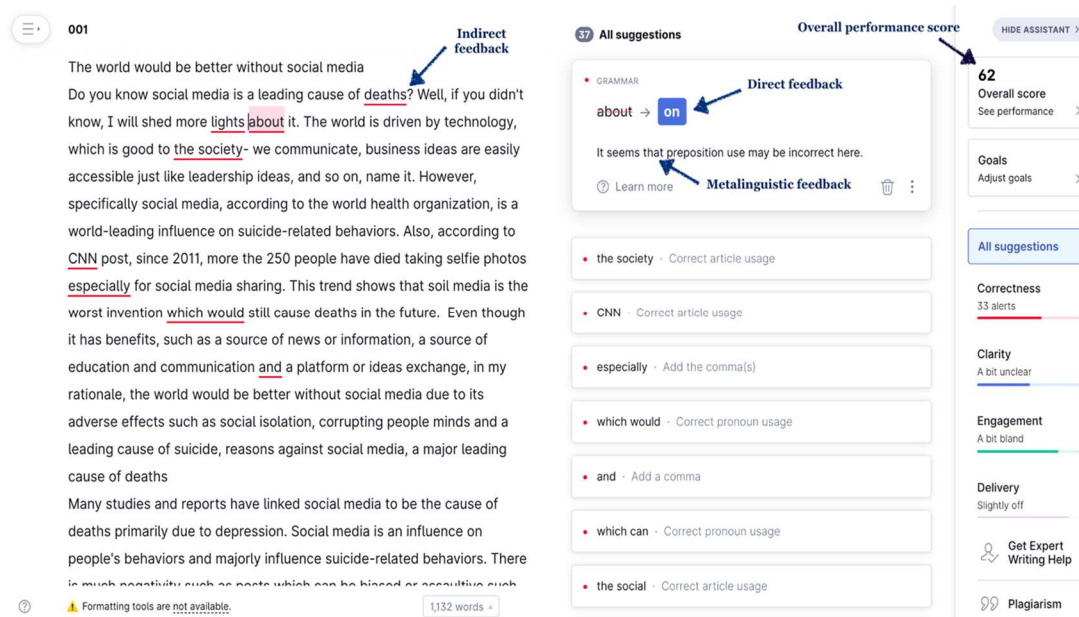 001
The world would be better without social media
Do you know social media is a leading cause of deaths? Well, if you didn't
know, I will shed more lights about it. The world is driven by technology,
which is good to the society- we communicate, business ideas are easily
accessible just like leadership ideas, and so on, name it. However,
specifically social media, according to the world health organization, is a
world-leading influence on suicide-related behaviors. Also, according to
CNN post, since 2011, more the 250 people have died taking selfie photos
especially for social media sharing. This trend shows that soil media is the
worst invention which would still cause deaths in the future. Even though
it has benefits, such as a source of news or information, a source of
education and communication and a platform or ideas exchange, in my
rationale, the world would be better without social media due to its
adverse effects such as social isolation, corrupting people minds and a
leading cause of suicide, reasons against social media, a major leading
cause of deaths
Many studies and reports have linked social media to be the cause of
deaths primarily due to depression. Social media is an influence on
people's behaviors and majorly influence suicide-related behaviors. There
is much negativity such as posts which can be biased or assaultive such
Formatting tools are not available.
1,132 words
Indirect
feedback
37 All suggestions
GRAMMAR
about → on
It seems that preposition use may be incorrect here.
Learn more
Direct feedback
Metalinguistic feedback
the society · Correct article usage
CNN · Correct article usage
especially · Add the comma(s)
which would · Correct pronoun usage
and · Add a comma
which can · Correct pronoun usage
the social · Correct article usage
Overall performance score
HIDE ASSISTANT
62
Overall score
See performance
Goals
Adjust goals
All suggestions
Correctness
33 alerts
Clarity
A bit unclear
Engagement
A bit bland
Delivery
Slightly off
Get Expert
Writing Help
Plagiarism